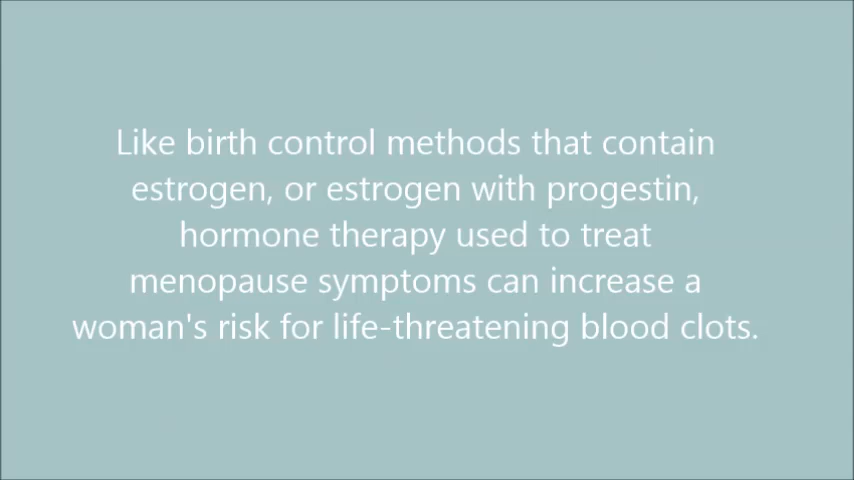 Like birth control methods that contain
estrogen, or estrogen with progestin,
hormone therapy used to treat
menopause symptoms can increase a
woman's risk for life-threatening blood clots.